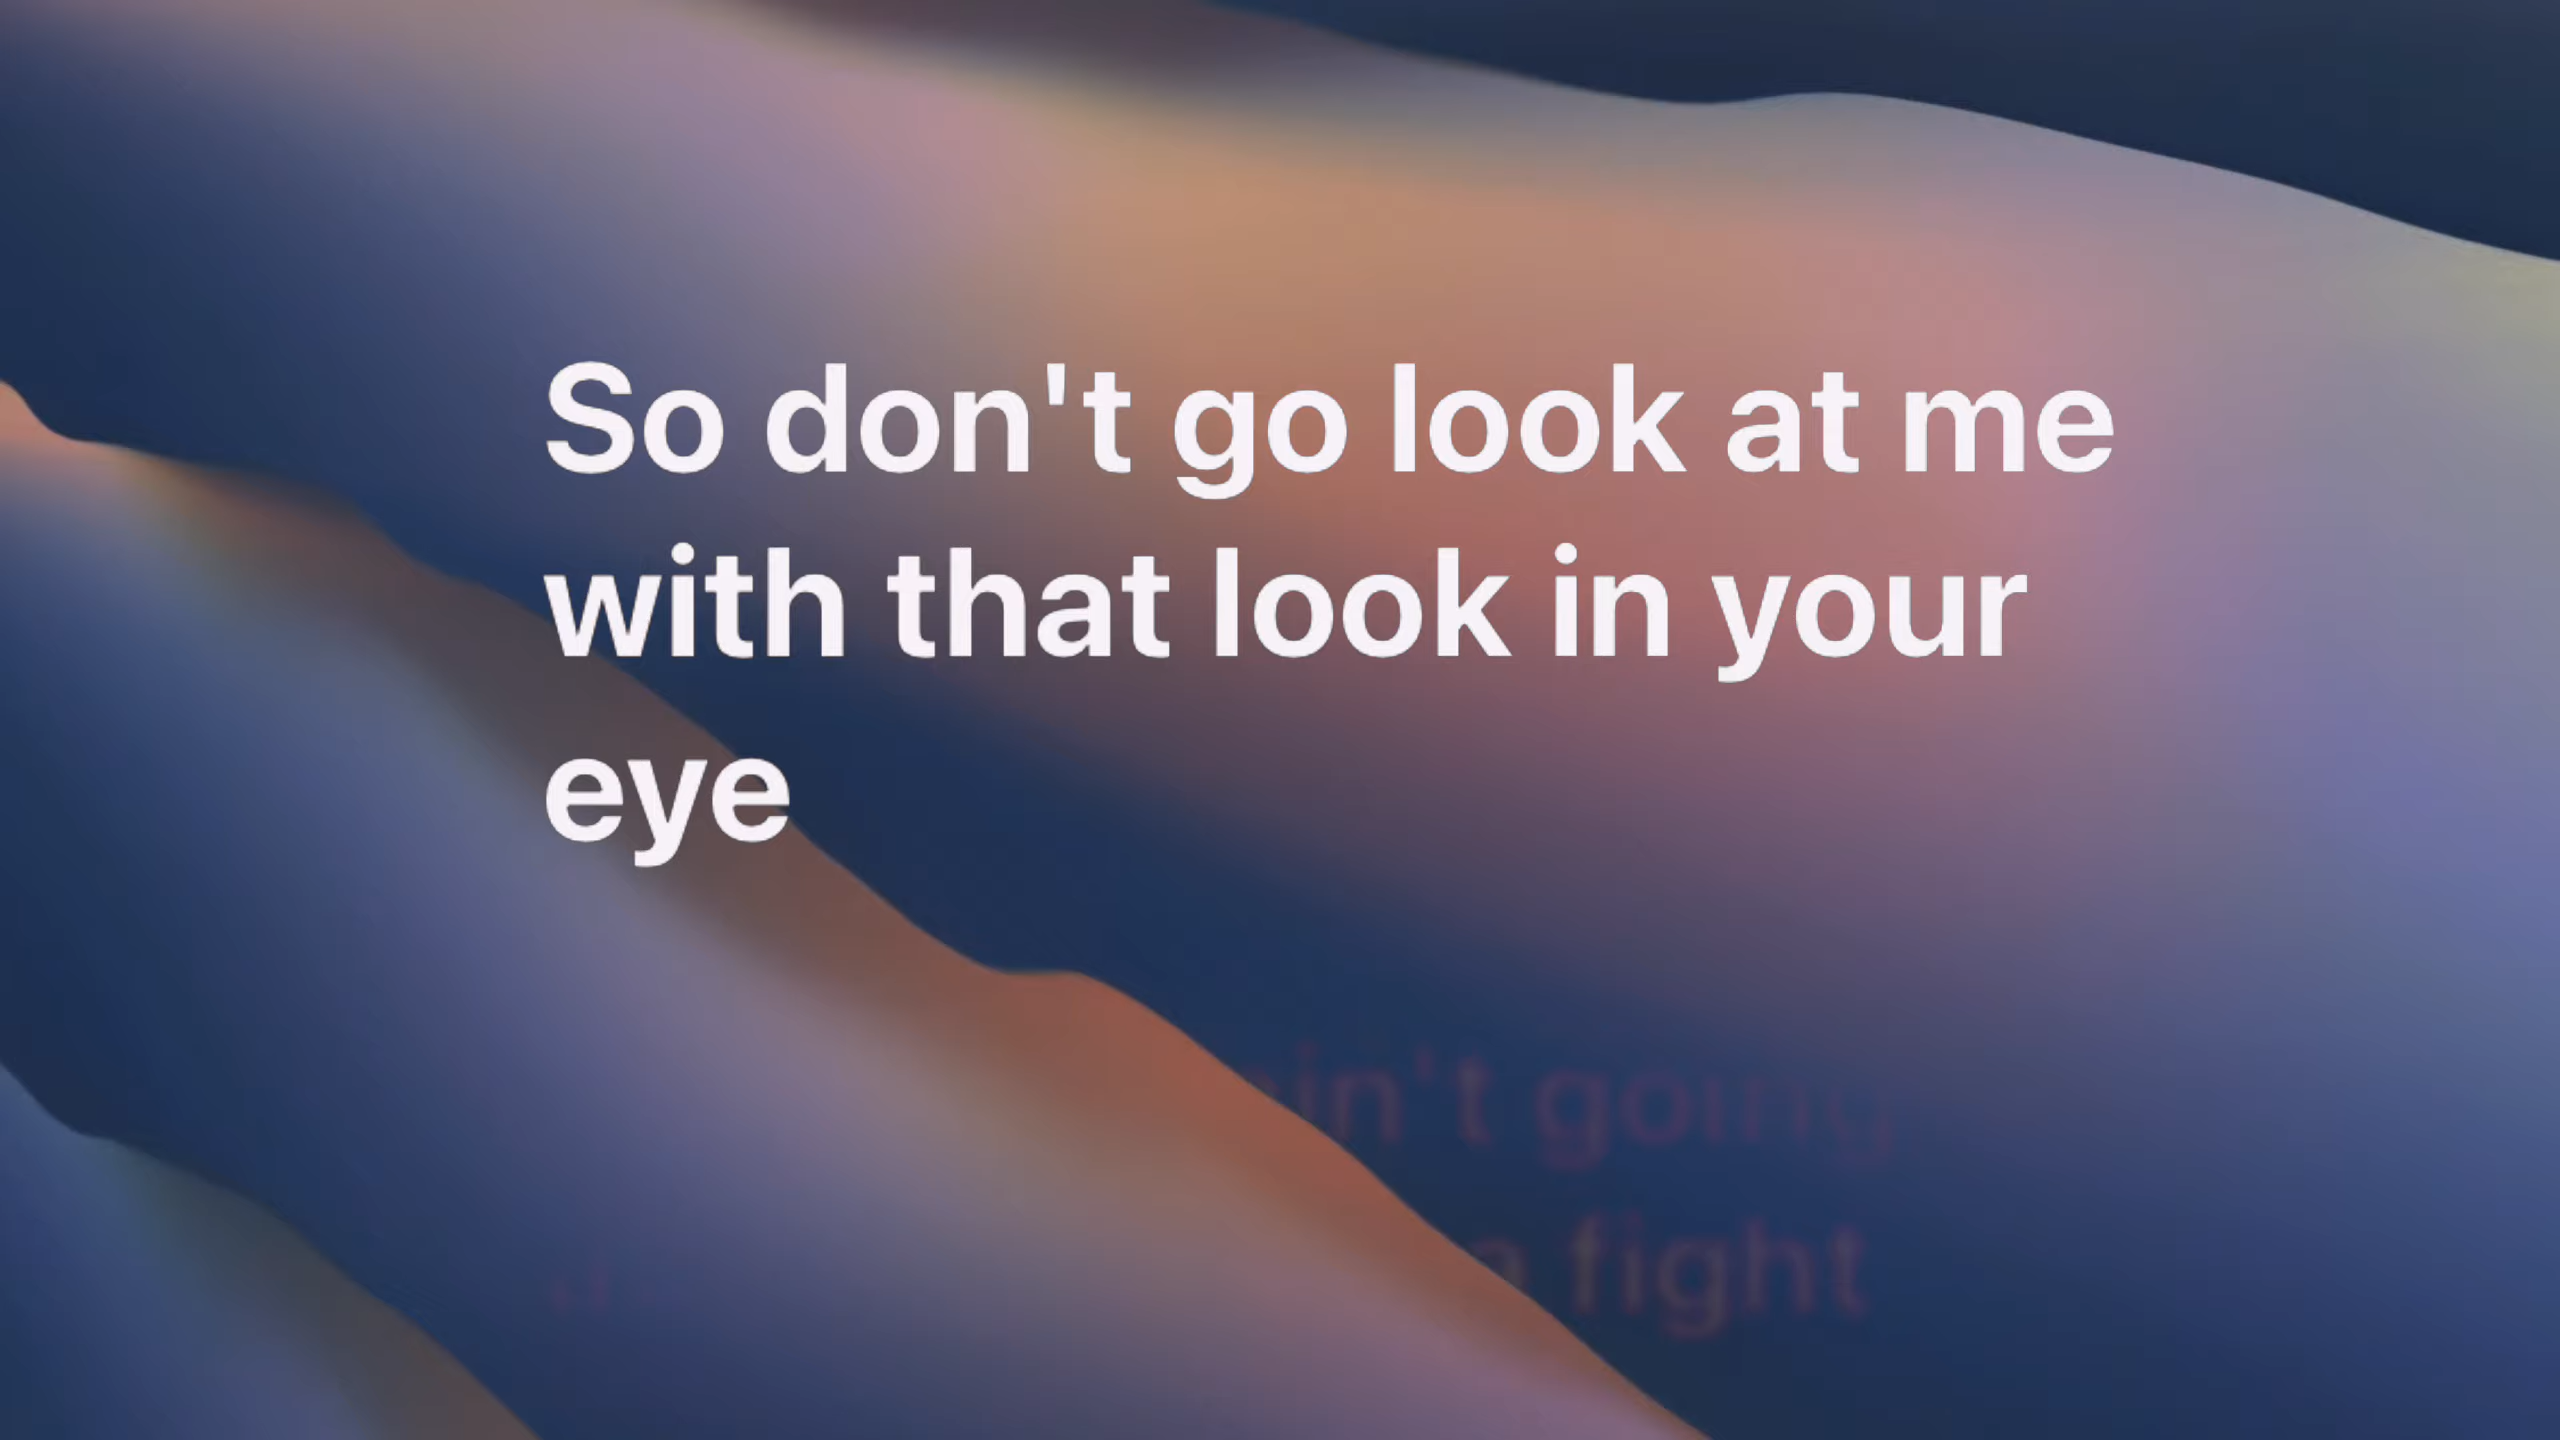 So don't go look at me
with that look in your
eye
ain't going
a fight